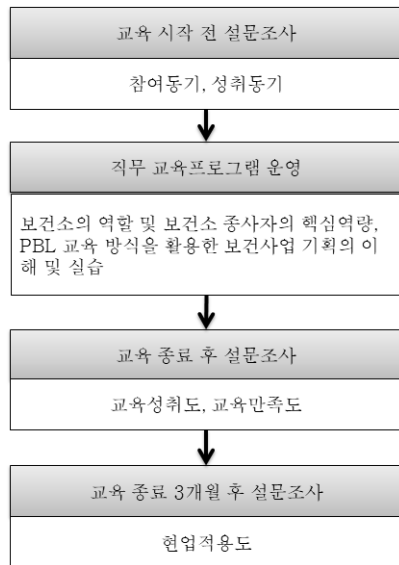 교육 시작 전 설문조사
참여동기, 성취동기
직무 교육프로그램 운영
보건소의 역할 및 보건소 종사자의 핵심역량,
PBL 교육 방식을 활용한 보건사업 기획의 이
해 및 실습
교육 종료 후 설문조사
교육성취도, 교육만족도
교육 종료 3개월 후 설문조사
현업적용도